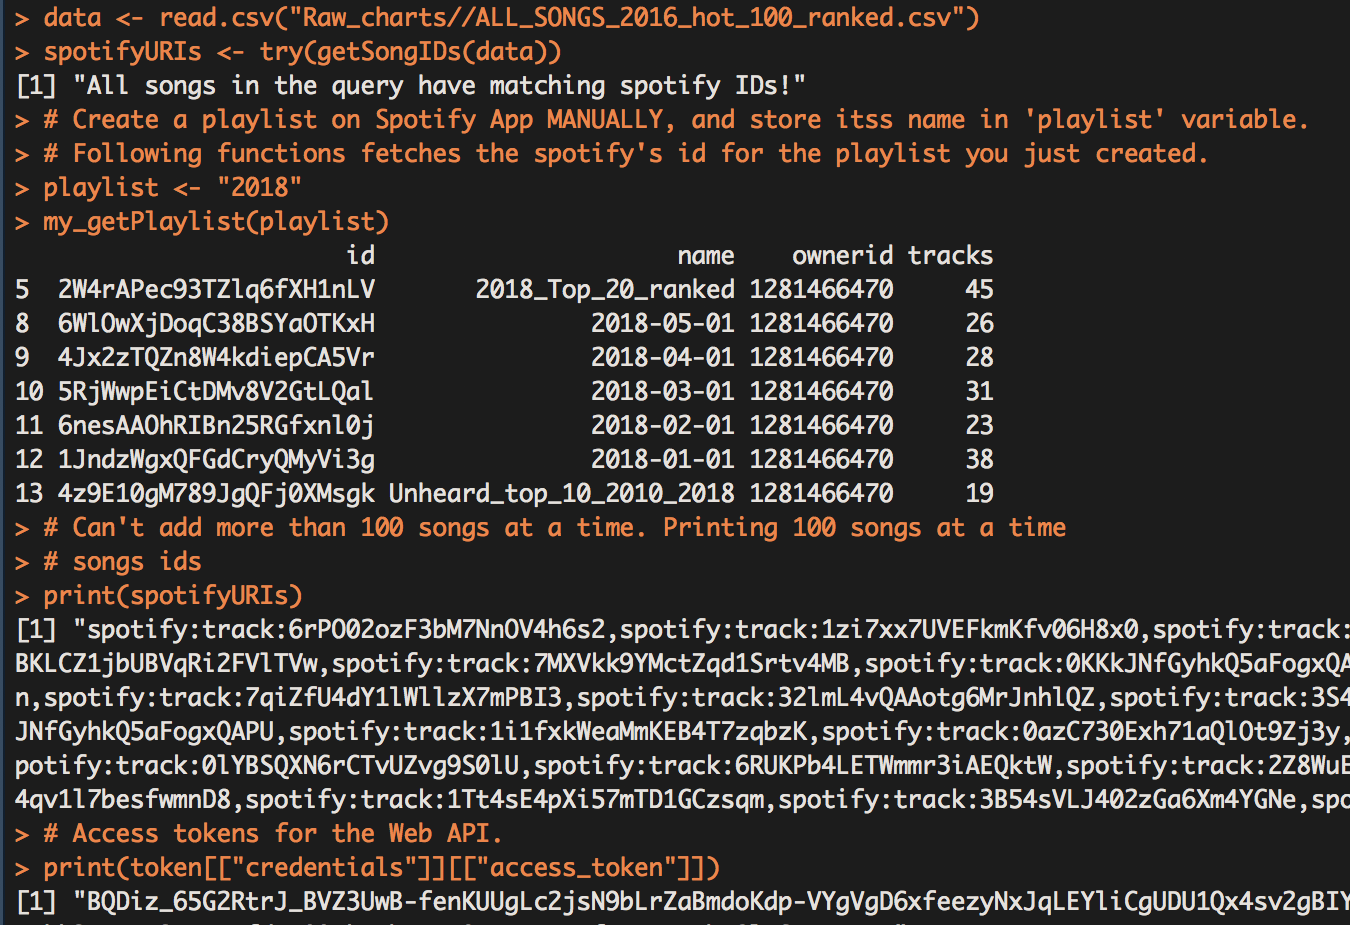 > data <- read.csv("Raw_charts//ALL_SONGS_2016_hot_100_ranked.csv")
> spotifyURIs <- try(getSongIDs(data))
[1] "All songs in the query have matching spotify IDs!"
> # Create a playlist on Spotify App MANUALLY, and store itss name in 'playlist' variable.
> # Following functions fetches the spotify's id for the playlist you just created.
> playlist <- "2018"
> my_getPlaylist(playlist)
id name ownerid tracks
5 2W4rAPec93TZlq6fXH1nLV 2018_Top_20_ranked 1281466470 45
8 6WlOwXjDoqC38BSYaOTKxH 2018-05-01 1281466470 26
9 4Jx2zTQZn8W4kdiepCA5Vr 2018-04-01 1281466470 28
10 5RjWwpEiCtDMv8V2GtLQal 2018-03-01 1281466470 31
11 6nesAAOhRIBn25RGfxnl0j 2018-02-01 1281466470 23
12 1JndzWgxQFGdCryQMyVi3g 2018-01-01 1281466470 38
13 4z9E10gM789JgQFj0XMsgk Unheard_top_10_2010_2018 1281466470 19
> # Can't add more than 100 songs at a time. Printing 100 songs at a time
> # songs ids
> print(spotifyURIs)
[1] "spotify:track:6rPO02ozF3bM7NnOV4h6s2,spotify:track:1zi7xx7UVEFkmKfv06H8x0,spotify:track:
BKLCZ1jbUBVqRi2FVlTVw,spotify:track:7MXVkk9YMctZqd1Srtv4MB,spotify:track:0KKkJNfGyhkQ5aFogxQA
n,spotify:track:7qiZfU4dY1lWllzX7mPBI3,spotify:track:32lmL4vQAAotg6MrJnhlQZ,spotify:track:3S4
JNfGyhkQ5aFogxQAPU,spotify:track:1i1fxkWeaMmKEB4T7zqbzK,spotify:track:0azC730Exh71aQlOt9Zj3y,
potify:track:0lYBSQXN6rCTvUZvg9S0lU,spotify:track:6RUKPb4LETWmmr3iAEQktW,spotify:track:2Z8WuE
4qv1l7besfwmnD8,spotify:track:1Tt4sE4pXi57mTD1GCzsqm,spotify:track:3B54sVLJ402zGa6Xm4YGNe,spo
> # Access tokens for the Web API.
> print(token[["credentials"]][["access_token"]])
[1] "BQDiz_65G2RtrJ_BVZ3UwB-fenKUUgLc2jsN9bLrZaBmdoKdp-VYgVgD6xfeezyNxJqLEYliCgUDU1Qx4sv2gBIY